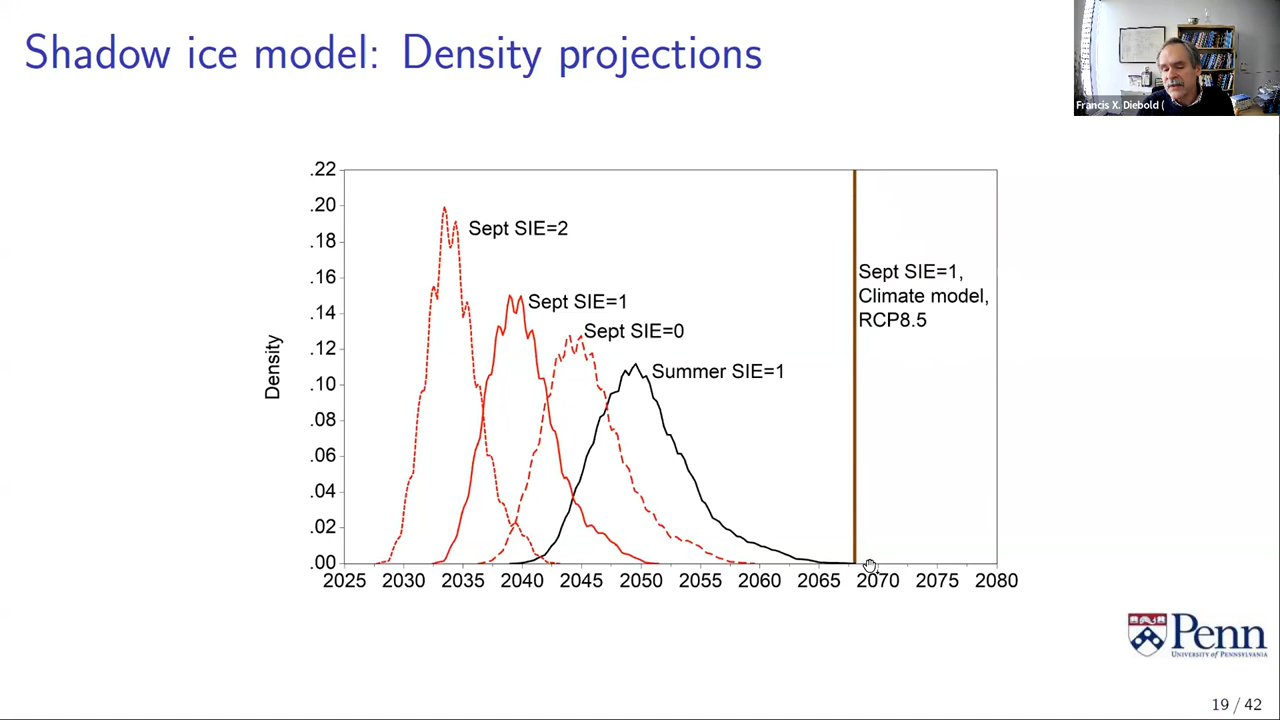 Shadow ice model: Density projections
Francis X. Diebold (
.22
.20
.18
.16
.14
.12
.10
.08
.06
.04
.02
.00
Density
Sept SIE=2
Sept SIE=1
Sept SIE=0
Summer SIE=1
Sept SIE=1,
Climate model,
RCP8.5
2025 2030 2035 2040 2045 2050 2055 2060 2065 2070 2075 2080
Penn
UNIVERSITY of PENNSYLVANIA
19 / 42